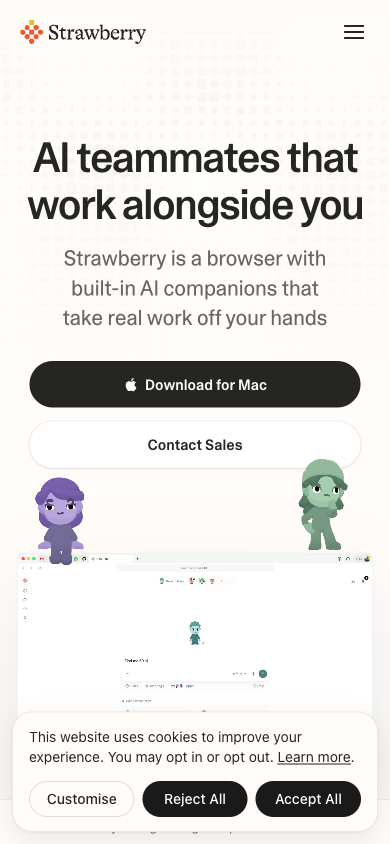 Strawberry
AI teammates that
work alongside you
Strawberry is a browser with
built-in AI companions that
take real work off your hands
Download for Mac
Contact Sales
This website uses cookies to improve your
experience. You may opt in or opt out. Learn more.
Customise
Reject All
Accept All